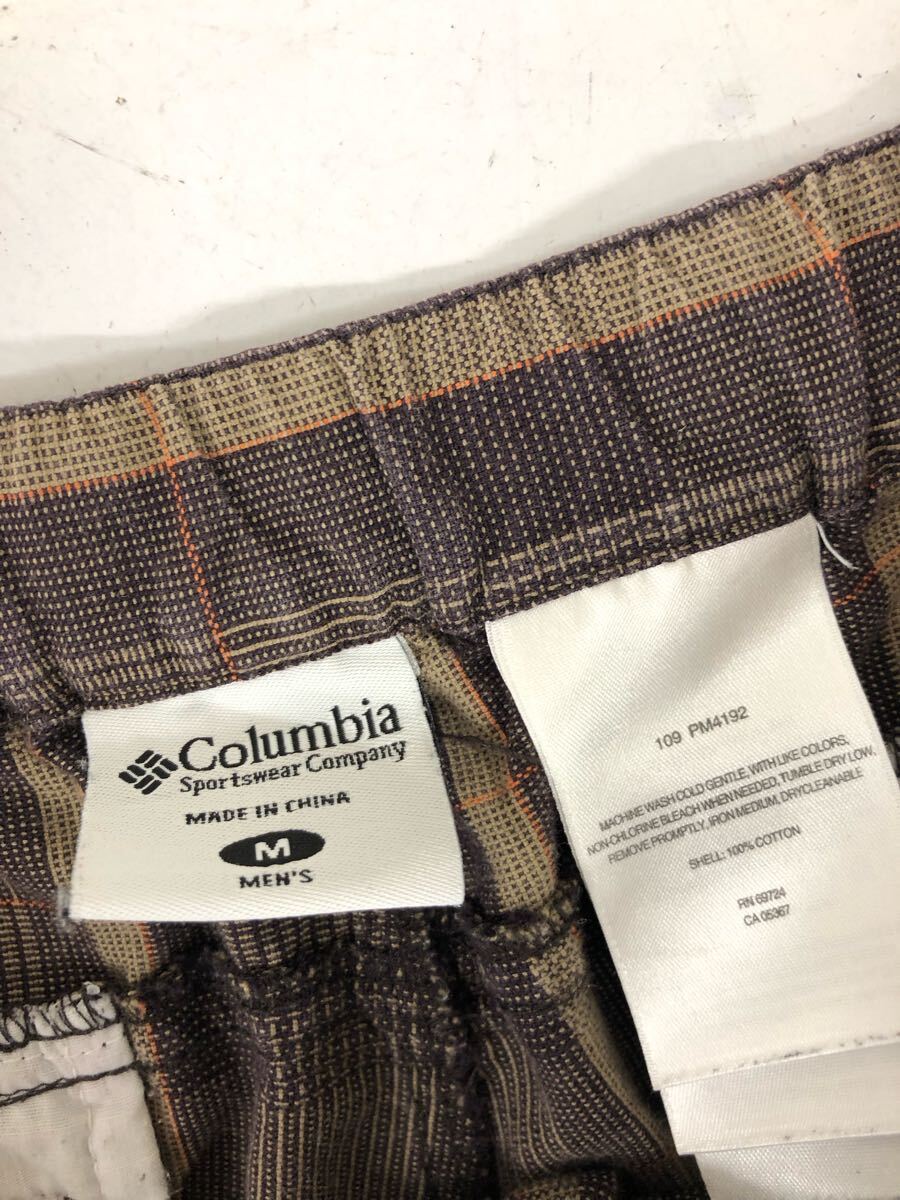 Columbia
Sportswear Company
MADE IN CHINA
M
MEN'S
109 PM4192
MACHINE WASH COLD GENTLE, WITH LIKE COLORS,
NON-CHLORINE BLEACH WHEN NEEDED, TUMBLE DRY LOW,
REMOVE PROMPTLY, IRON MEDIUM, DRYCLEANABLE
SHELL: 100% COTTON
RN 69724
CA 05367